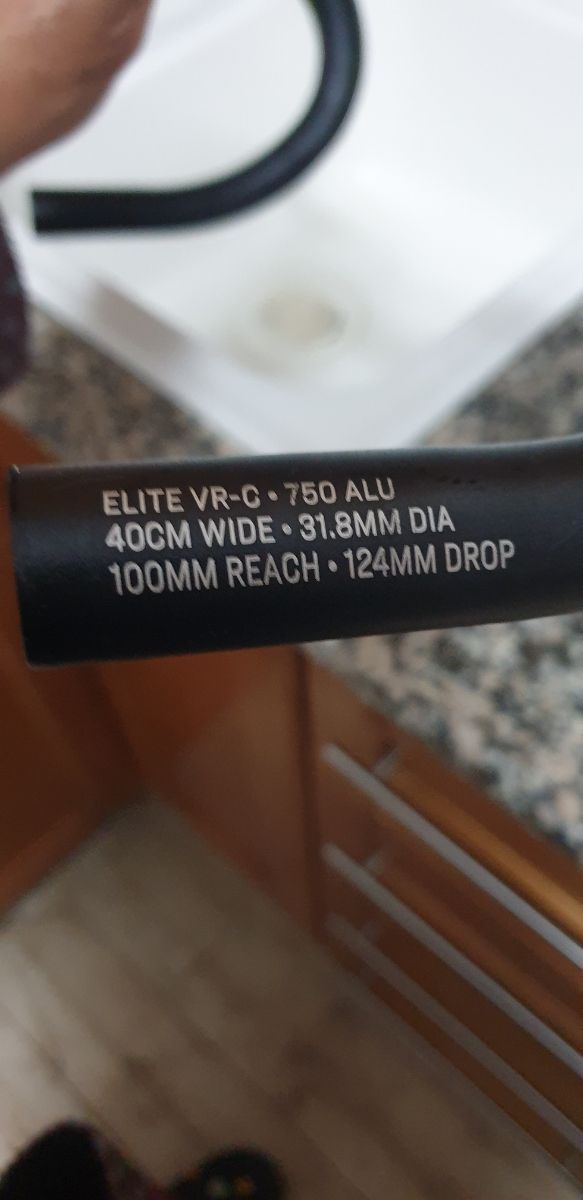 ELITE VR-C • 750 ALU
40CM WIDE • 31.8MM DIA
100MM REACH • 124MM DROP